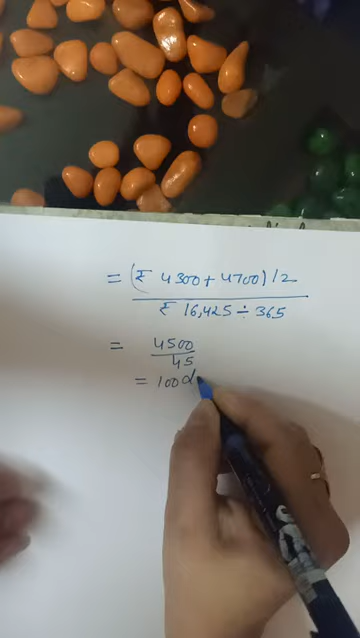 = (₹ 4300 + 4700) / 2
₹ 16,425 ÷ 365
= 4500
45
= 100 d